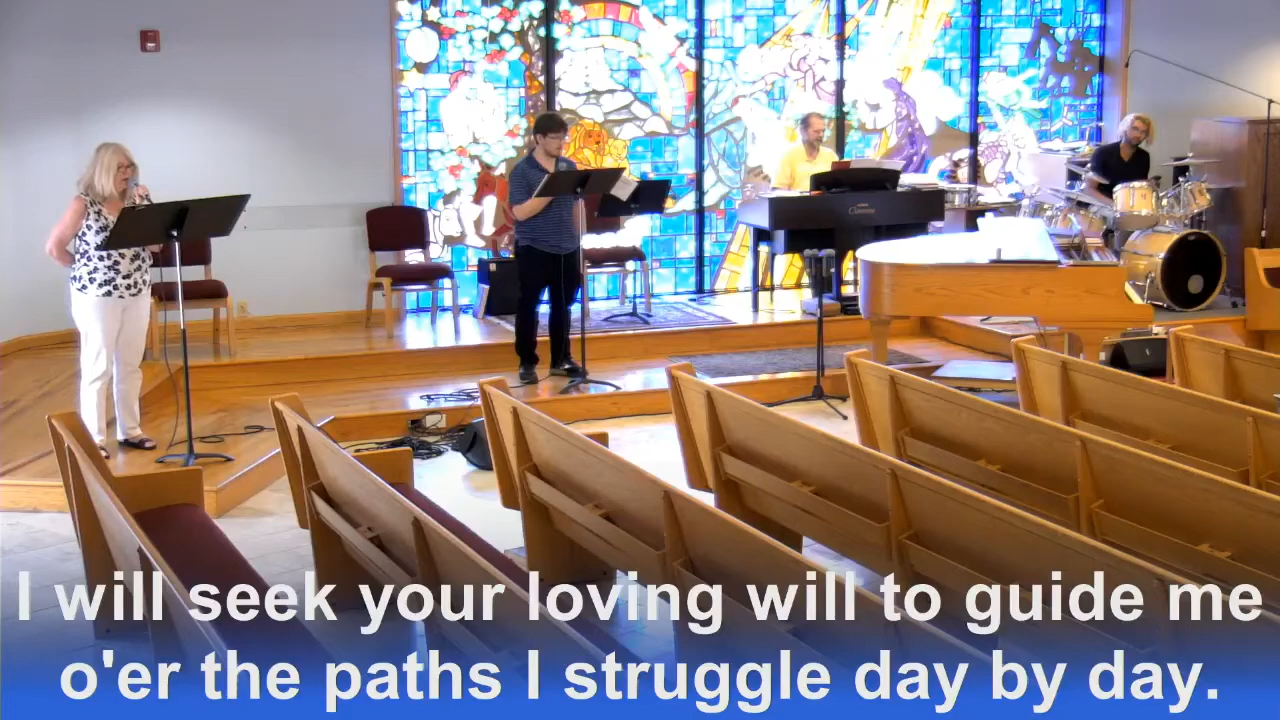 I will seek your loving will to guide me
o'er the paths I struggle day by day.